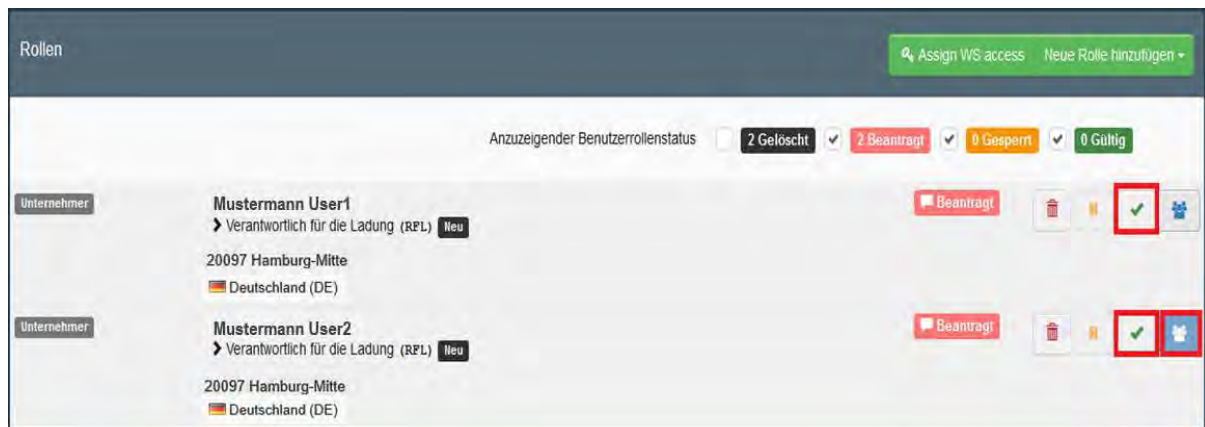 Rollen
Assign WS access Neue Rolle hinzufügen
Anzuzeigender Benutzerrollenstatus 2 Gelöscht 2 Beantragt 0 Gesperrt 0 Gültig
Unternehmer Mustermann User1 Beantragt
Verantwortlich für die Ladung (RFL) Neu
20097 Hamburg-Mitte
Deutschland (DE)
Unternehmer Mustermann User2 Beantragt
Verantwortlich für die Ladung (RFL) Neu
20097 Hamburg-Mitte
Deutschland (DE)